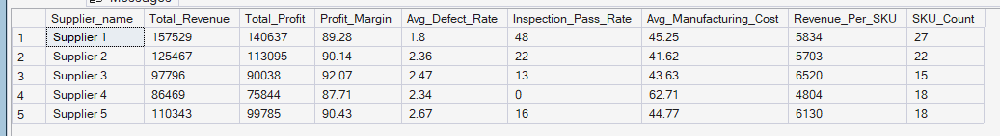 Messages
Supplier_name Total_Revenue Total_Profit Profit_Margin Avg_Defect_Rate Inspection_Pass_Rate Avg_Manufacturing_Cost Revenue_Per_SKU SKU_Count
1 Supplier 1 157529 140637 89.28 1.8 48 45.25 5834 27
2 Supplier 2 125467 113095 90.14 2.36 22 41.62 5703 22
3 Supplier 3 97796 90038 92.07 2.47 13 43.63 6520 15
4 Supplier 4 86469 75844 87.71 2.34 0 62.71 4804 18
5 Supplier 5 110343 99785 90.43 2.67 16 44.77 6130 18